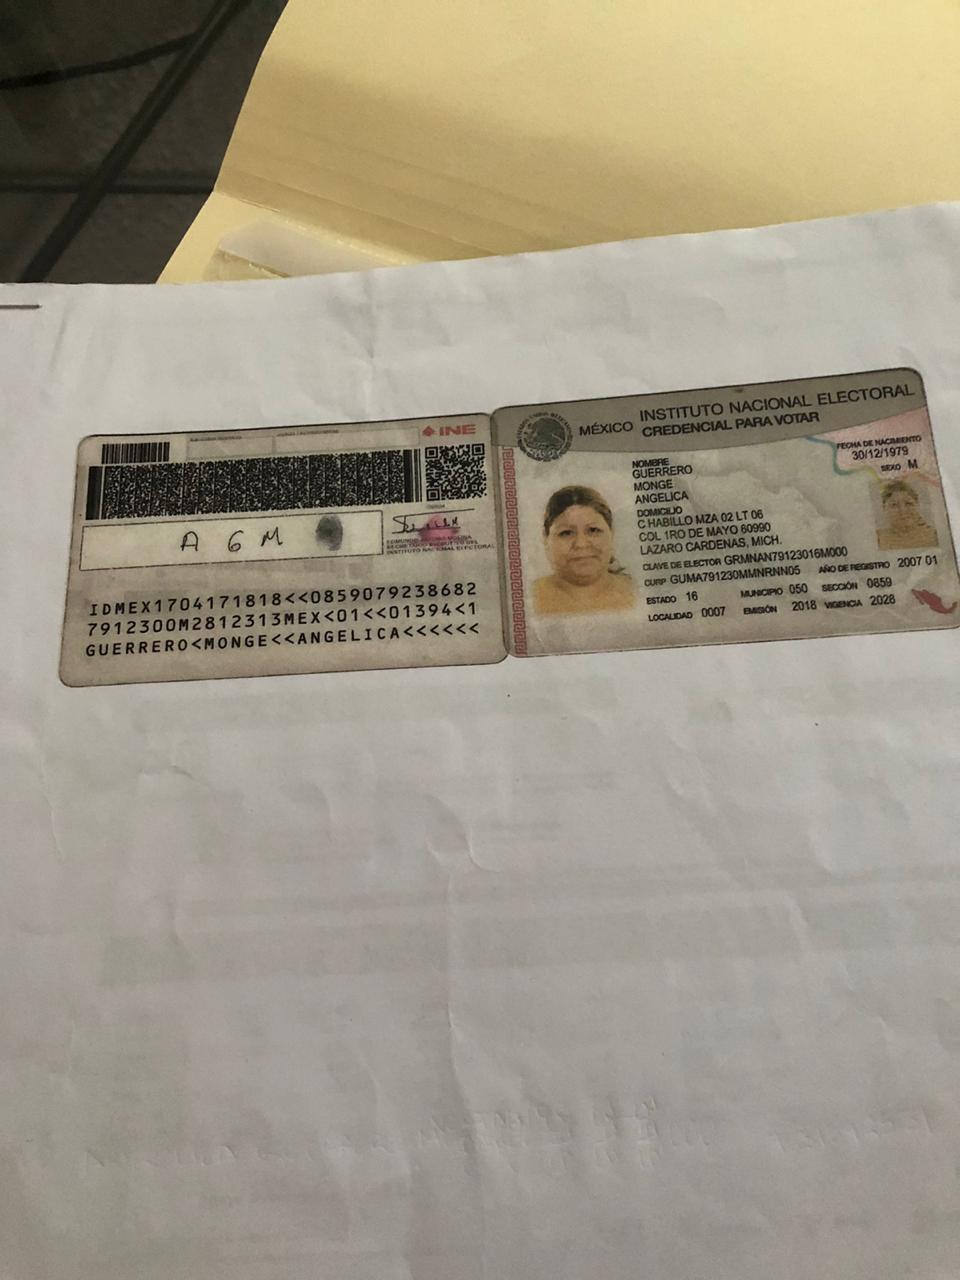 INE
A G M
EDMUNDO JACOBO MOLINA
SECRETARIO EJECUTIVO DEL
INSTITUTO NACIONAL ELECTORAL
IDMEX1704171818<<0859079238682
7912300M2812313MEX<01<<01394<1
GUERRERO<MONGE<<ANGELICA<<<<<<
MÉXICO
INSTITUTO NACIONAL ELECTORAL
CREDENCIAL PARA VOTAR
FECHA DE NACIMIENTO
30/12/1979
SEXO M
NOMBRE
GUERRERO
MONGE
ANGELICA
DOMICILIO
C HABILLO MZA 02 LT 06
COL 1RO DE MAYO 60990
LAZARO CARDENAS, MICH.
CLAVE DE ELECTOR GRMNAN79123016M000
CURP GUMA791230MMNRNN05 AÑO DE REGISTRO 2007 01
ESTADO 16 MUNICIPIO 050 SECCIÓN 0859
LOCALIDAD 0007 EMISIÓN 2018 VIGENCIA 2028